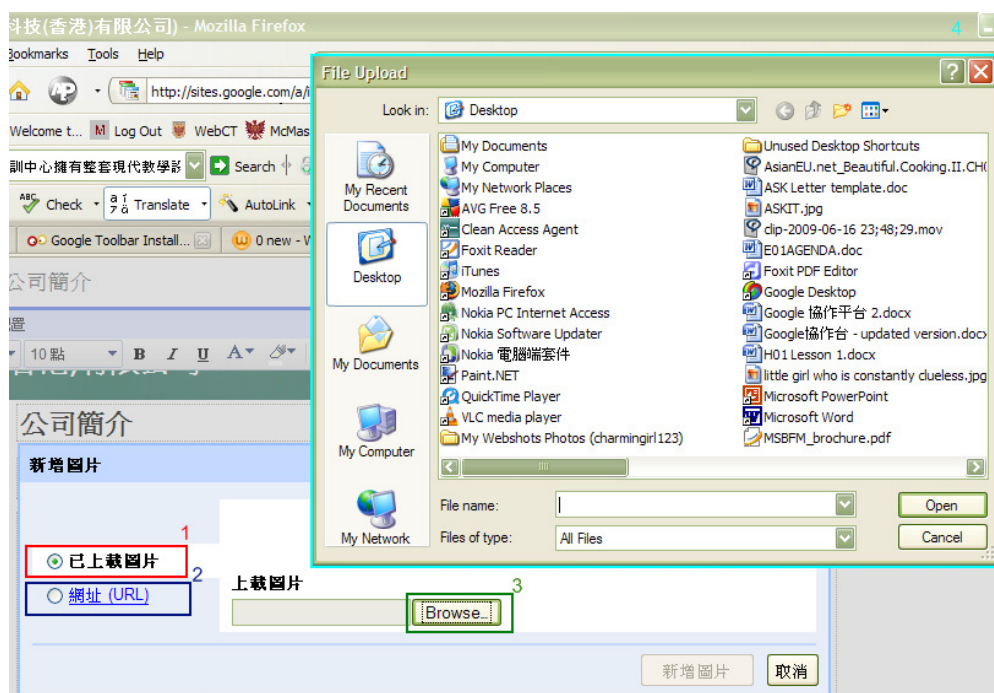 科技(香港)有限公司) - Mozilla Firefox
4
Bookmarks Tools Help
http://sites.google.com/a/i
Welcome t... M Log Out WebCT McMas
訓中心擁有整套現代教學設 Search
ABC Check Translate AutoLink
Google Toolbar Install... 0 new - W
公司簡介
置
10 點 B I U A
公司簡介
新增圖片
1
已上載圖片
2
網址 (URL)
上載圖片
3
Browse...
新增圖片 取消
File Upload
Look in: Desktop
My Recent Documents
Desktop
My Documents
My Computer
My Network
My Documents
My Computer
My Network Places
AVG Free 8.5
Clean Access Agent
Foxit Reader
iTunes
Mozilla Firefox
Nokia PC Internet Access
Nokia Software Updater
Nokia 電腦端套件
Paint.NET
QuickTime Player
VLC media player
My Webshots Photos (charmingirl123)
Unused Desktop Shortcuts
AsianEU.net_Beautiful.Cooking.II.CH(
ASK Letter template.doc
ASKIT.jpg
clip-2009-06-16 23;48;29.mov
E01AGENDA.doc
Foxit PDF Editor
Google Desktop
Google 協作平台 2.docx
Google協作台 - updated version.docx
H01 Lesson 1.docx
little girl who is constantly clueless.jpg
Microsoft PowerPoint
Microsoft Word
MSBFM_brochure.pdf
File name: Open
Files of type: All Files Cancel